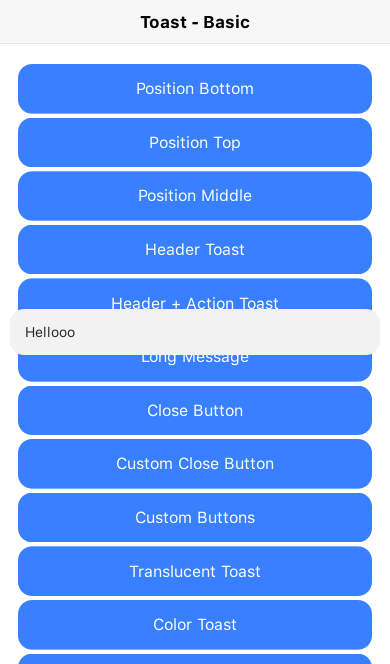 Toast - Basic
Position Bottom
Position Top
Position Middle
Header Toast
Header + Action Toast
Hellooo
Long Message
Close Button
Custom Close Button
Custom Buttons
Translucent Toast
Color Toast